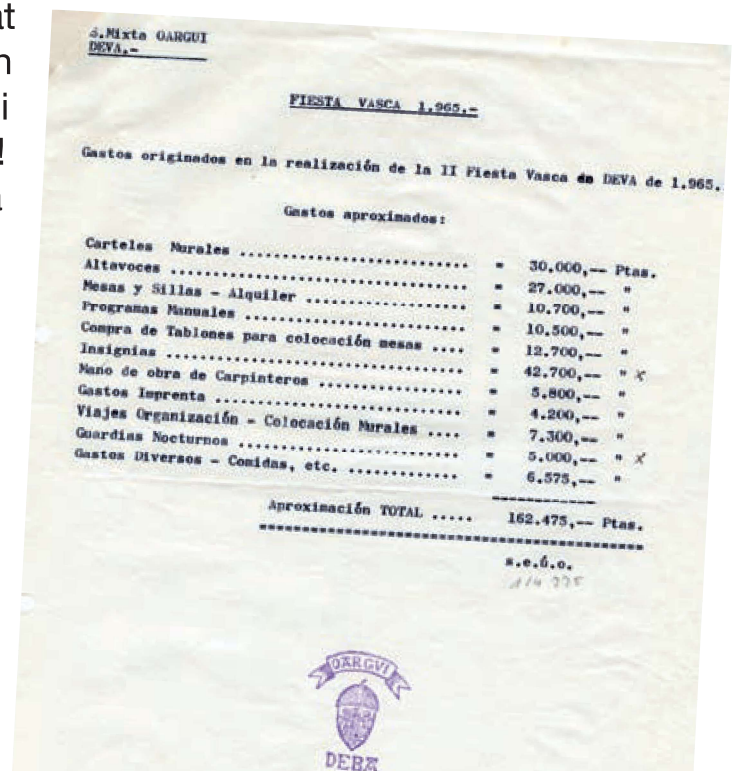 at
n
i
!
a
S.Mixta OARGUI
DEVA.-
FIESTA VASCA 1.965.-
Gastos originados en la realización de la II Fiesta Vasca de DEVA de 1.965.
Gastos aproximados:
Carteles Murales ............................ = 30.000,-- Ptas.
Altavoces ................................... = 27.000,-- "
Mesas y Sillas - Alquiler ................... = 10.700,-- "
Programas Manuales .......................... = 10.500,-- "
Compra de Tablones para colocación mesas .... = 12.700,-- "
Insignias ................................... = 42.700,-- " x
Mano de obra de Carpinteros ................. = 5.800,-- "
Gastos Imprenta ............................. = 4.200,-- "
Viajes Organización - Colocación Murales .... = 7.300,-- "
Guardias Nocturnos .......................... = 5.000,-- " x
Gastos Diversos - Comidas, etc. ............. = 6.575,-- "
Aproximación TOTAL ..... 162.475,-- Ptas.
s.e.ú.o.
OARGUI
DEBA